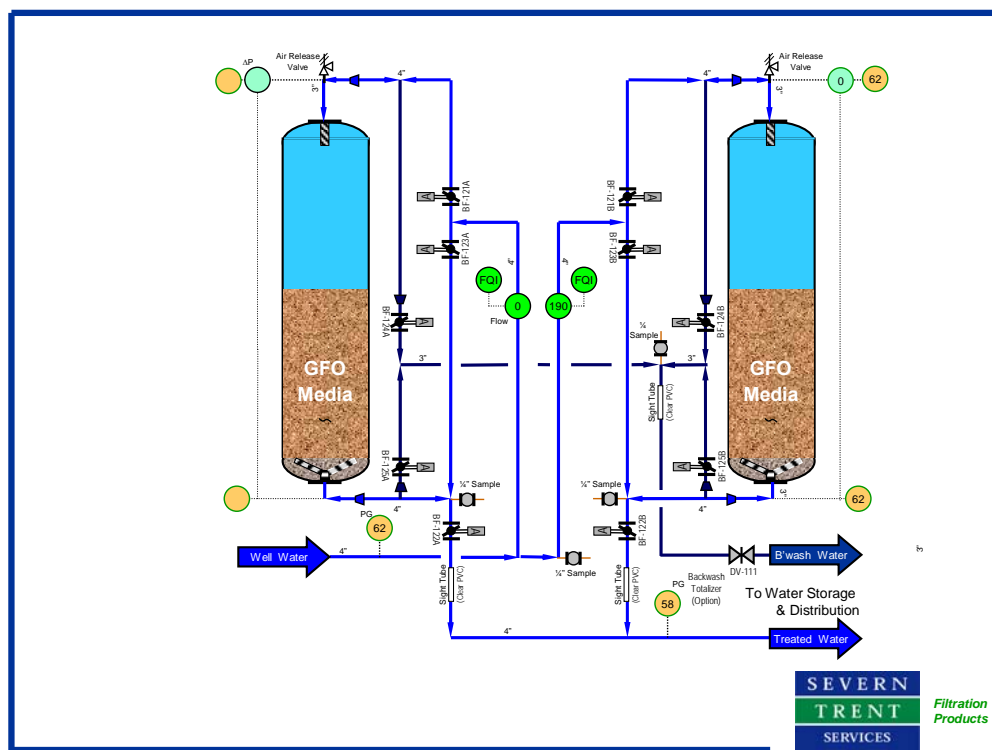 Air Release
Valve
ΔP
3"
4"
BF-121A
BF-123A
4"
FQI
0
Flow
BF-124A
3"
GFO
Media
BF-125A
4"
¼" Sample
BF-122A
PG
62
Well Water
4"
Sight Tube
(Clear PVC)
4"
Air Release
Valve
4"
3"
0
62
BF-121B
BF-123B
4"
FQI
190
¼
Sample
BF-124B
3"
Sight Tube
(Clear PVC)
GFO
Media
BF-125B
3"
4"
62
¼" Sample
BF-122B
¼" Sample
Sight Tube
(Clear PVC)
DV-111
B'wash Water
3"
PG
58
Backwash
Totalizer
(Option)
To Water Storage
& Distribution
Treated Water
A
A
A
A
A
A
A
A
A
A
SEVERN
TRENT
SERVICES
Filtration
Products